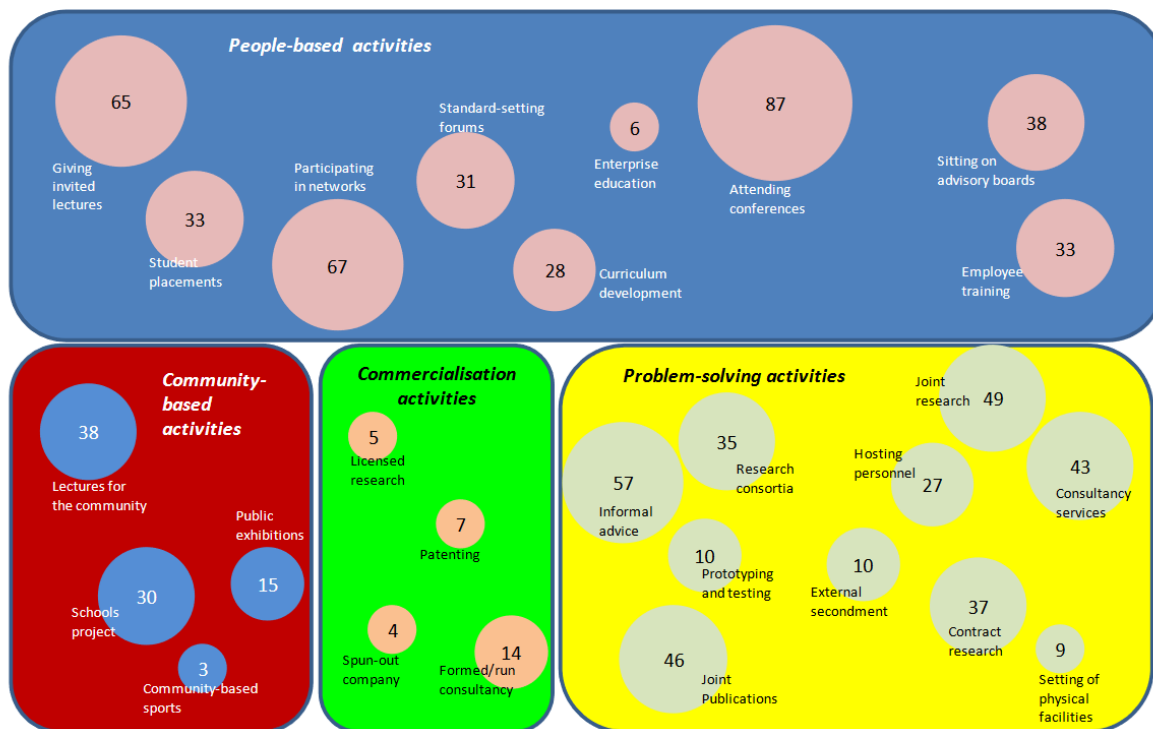 People-based activities
65
Giving
invited
lectures
33
Student
placements
Participating
in networks
67
Standard-setting
forums
31
28
Curriculum
development
6
Enterprise
education
87
Attending
conferences
38
Sitting on
advisory boards
33
Employee
training
Community-
based
activities
38
Lectures for
the community
Public
exhibitions
15
30
Schools
project
3
Community-based
sports
Commercialisation
activities
5
Licensed
research
7
Patenting
4
Spun-out
company
14
Formed/run
consultancy
Problem-solving activities
57
Informal
advice
35
Research
consortia
Joint
research
49
Hosting
personnel
27
43
Consultancy
services
10
Prototyping
and testing
10
External
secondment
37
Contract
research
46
Joint
Publications
9
Setting of
physical
facilities